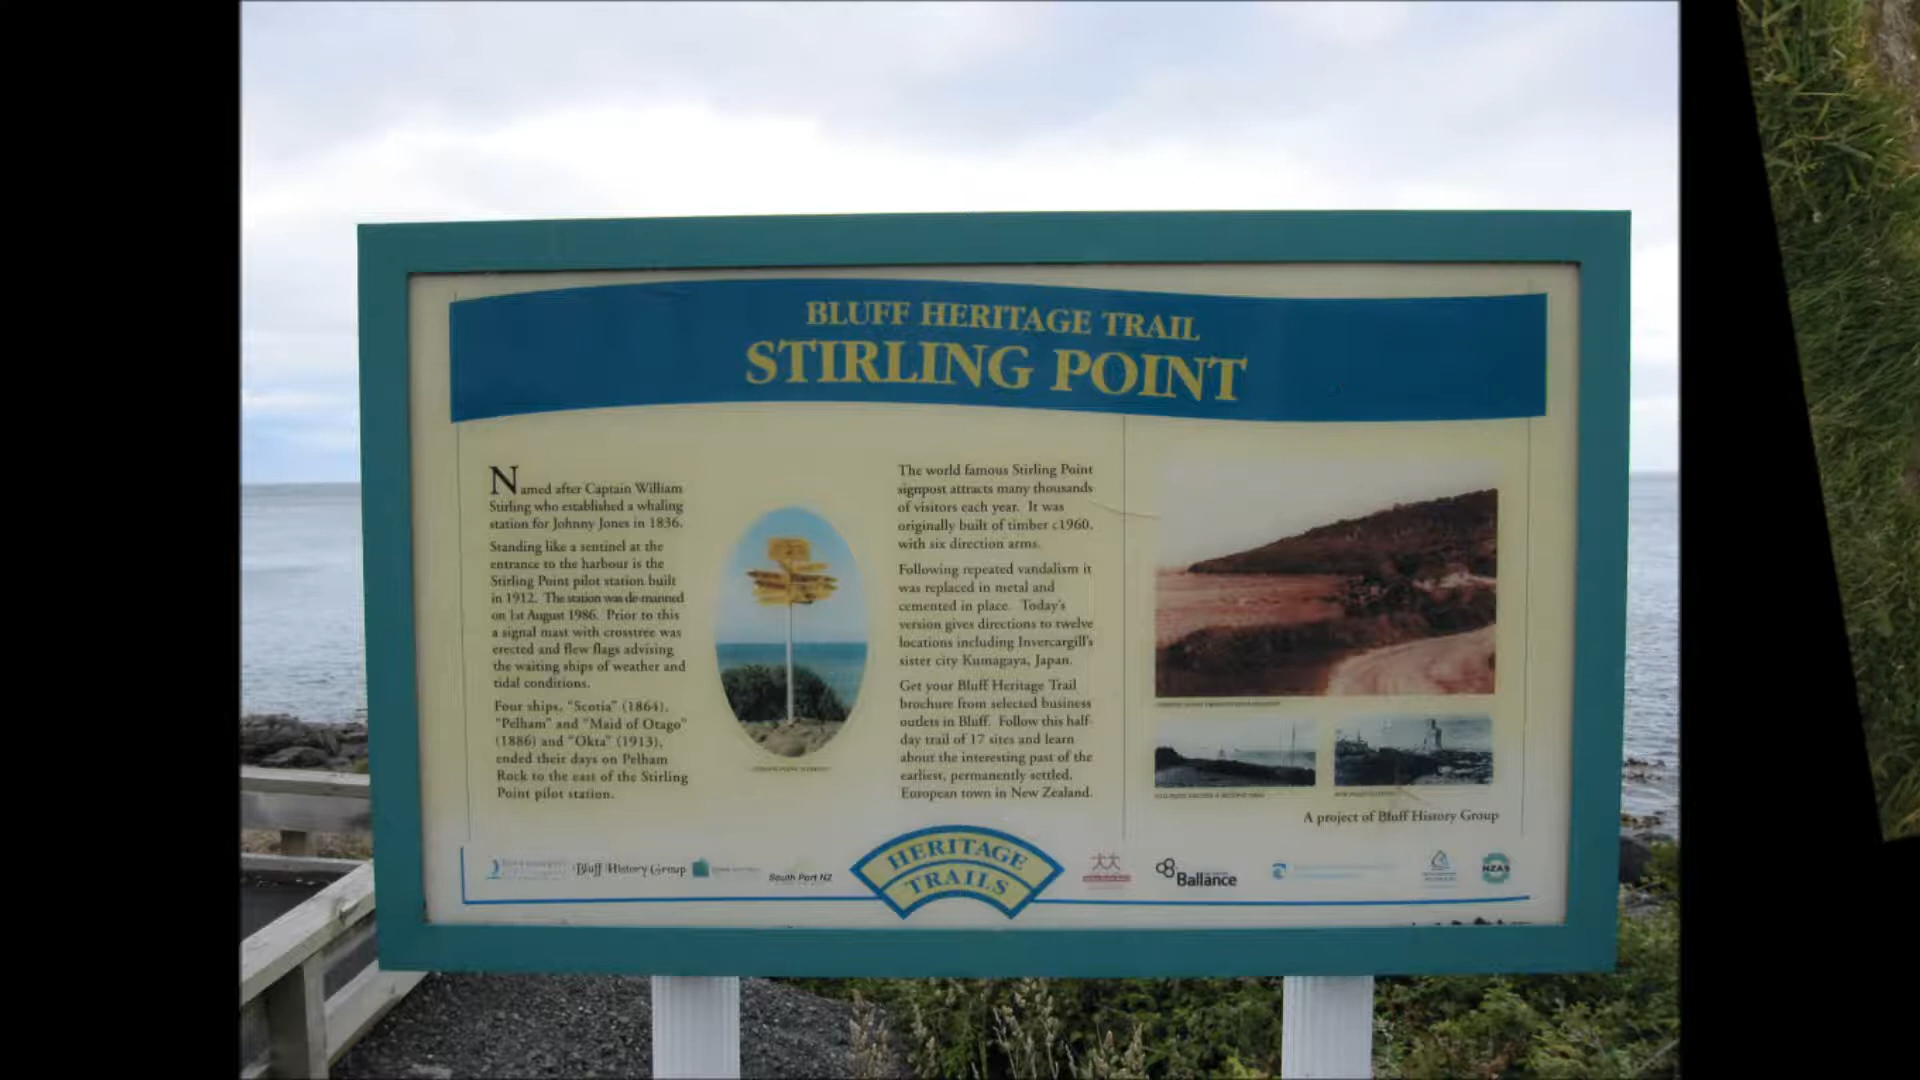 BLUFF HERITAGE TRAIL
STIRLING POINT
Named after Captain William
Stirling who established a whaling
station for Johnny Jones in 1836.
Standing like a sentinel at the
entrance to the harbour is the
Stirling Point pilot station built
in 1912. The station was de-manned
on 1st August 1986. Prior to this
a signal mast with crosstree was
erected and flew flags advising
the waiting ships of weather and
tidal conditions.
Four ships, "Scotia" (1864),
"Pelham" and "Maid of Otago"
(1886) and "Okta" (1913),
ended their days on Pelham
Rock to the east of the Stirling
Point pilot station.
The world famous Stirling Point
signpost attracts many thousands
of visitors each year. It was
originally built of timber c1960,
with six direction arms.
Following repeated vandalism it
was replaced in metal and
cemented in place. Today's
version gives directions to twelve
locations including Invercargill's
sister city Kumagaya, Japan.
Get your Bluff Heritage Trail
brochure from selected business
outlets in Bluff. Follow this half-
day trail of 17 sites and learn
about the interesting past of the
earliest, permanently settled,
European town in New Zealand.
A project of Bluff History Group
Bluff History Group
South Port NZ
HERITAGE
TRAILS
Ballance
NZAS